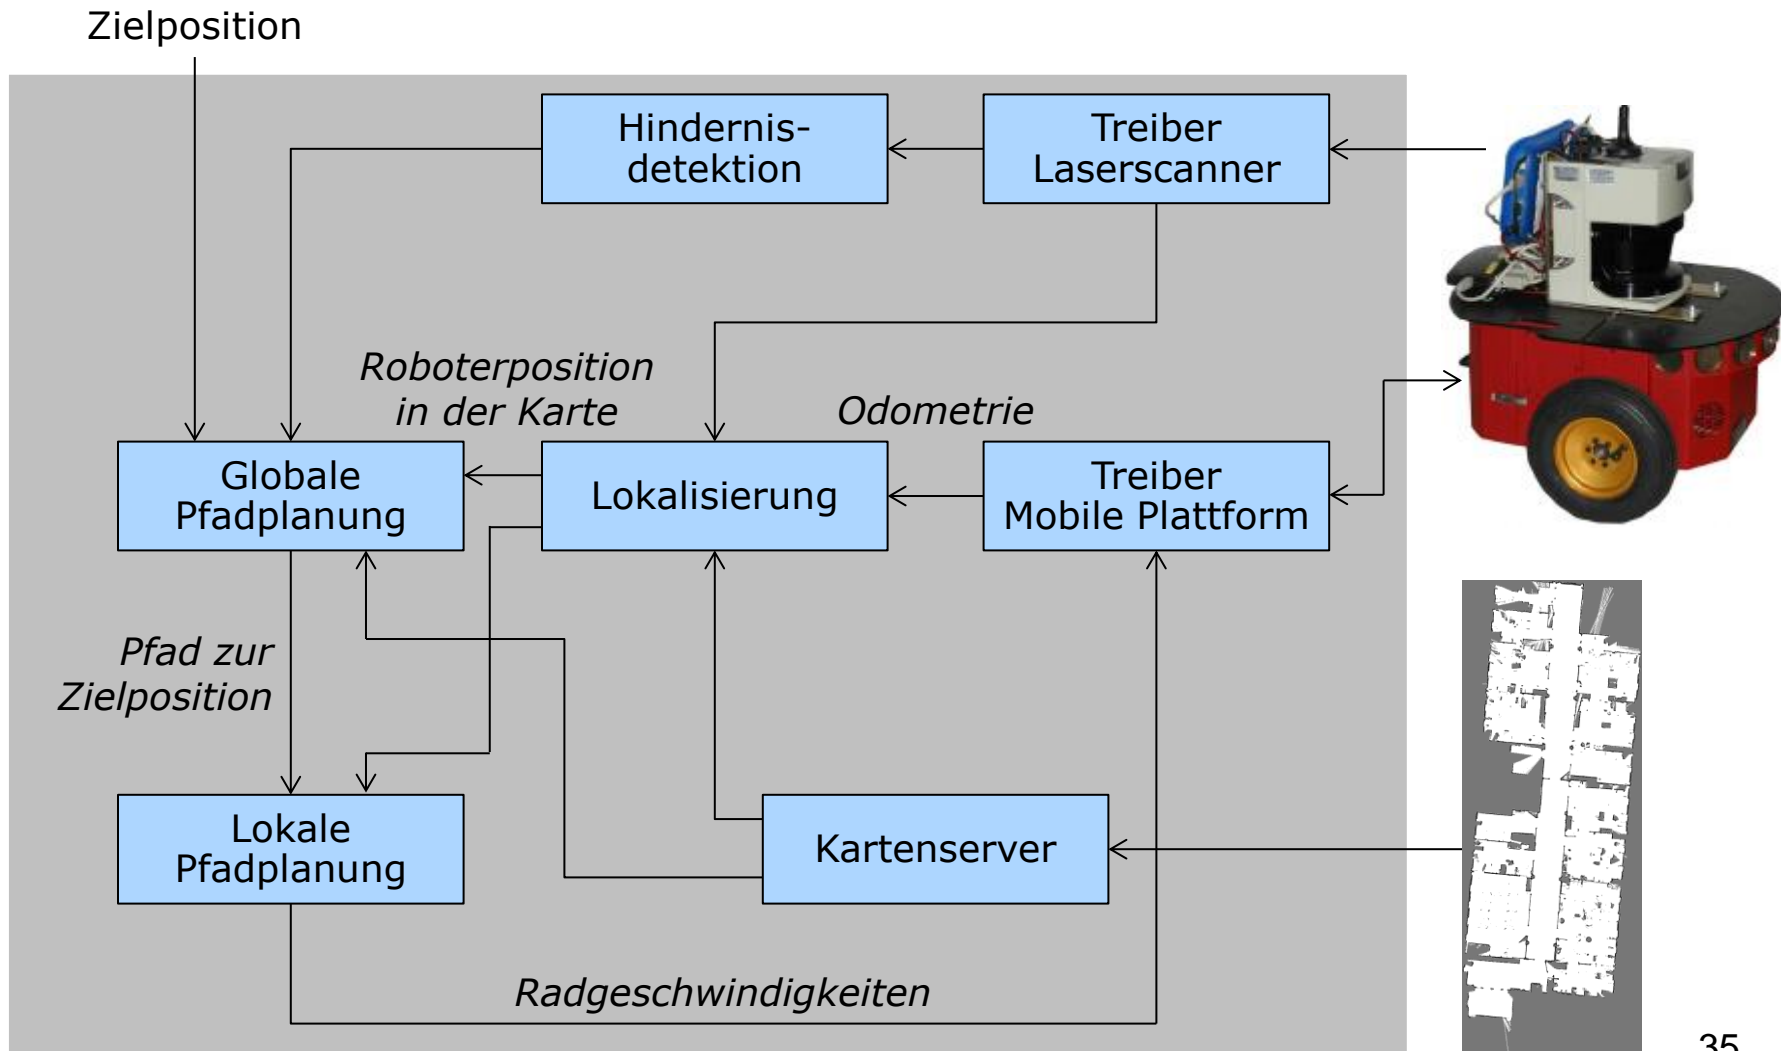 Zielposition
Hindernis-
detektion
Treiber
Laserscanner
Roboterposition
in der Karte
Odometrie
Globale
Pfadplanung
Lokalisierung
Treiber
Mobile Plattform
Pfad zur
Zielposition
Lokale
Pfadplanung
Kartenserver
Radgeschwindigkeiten
35